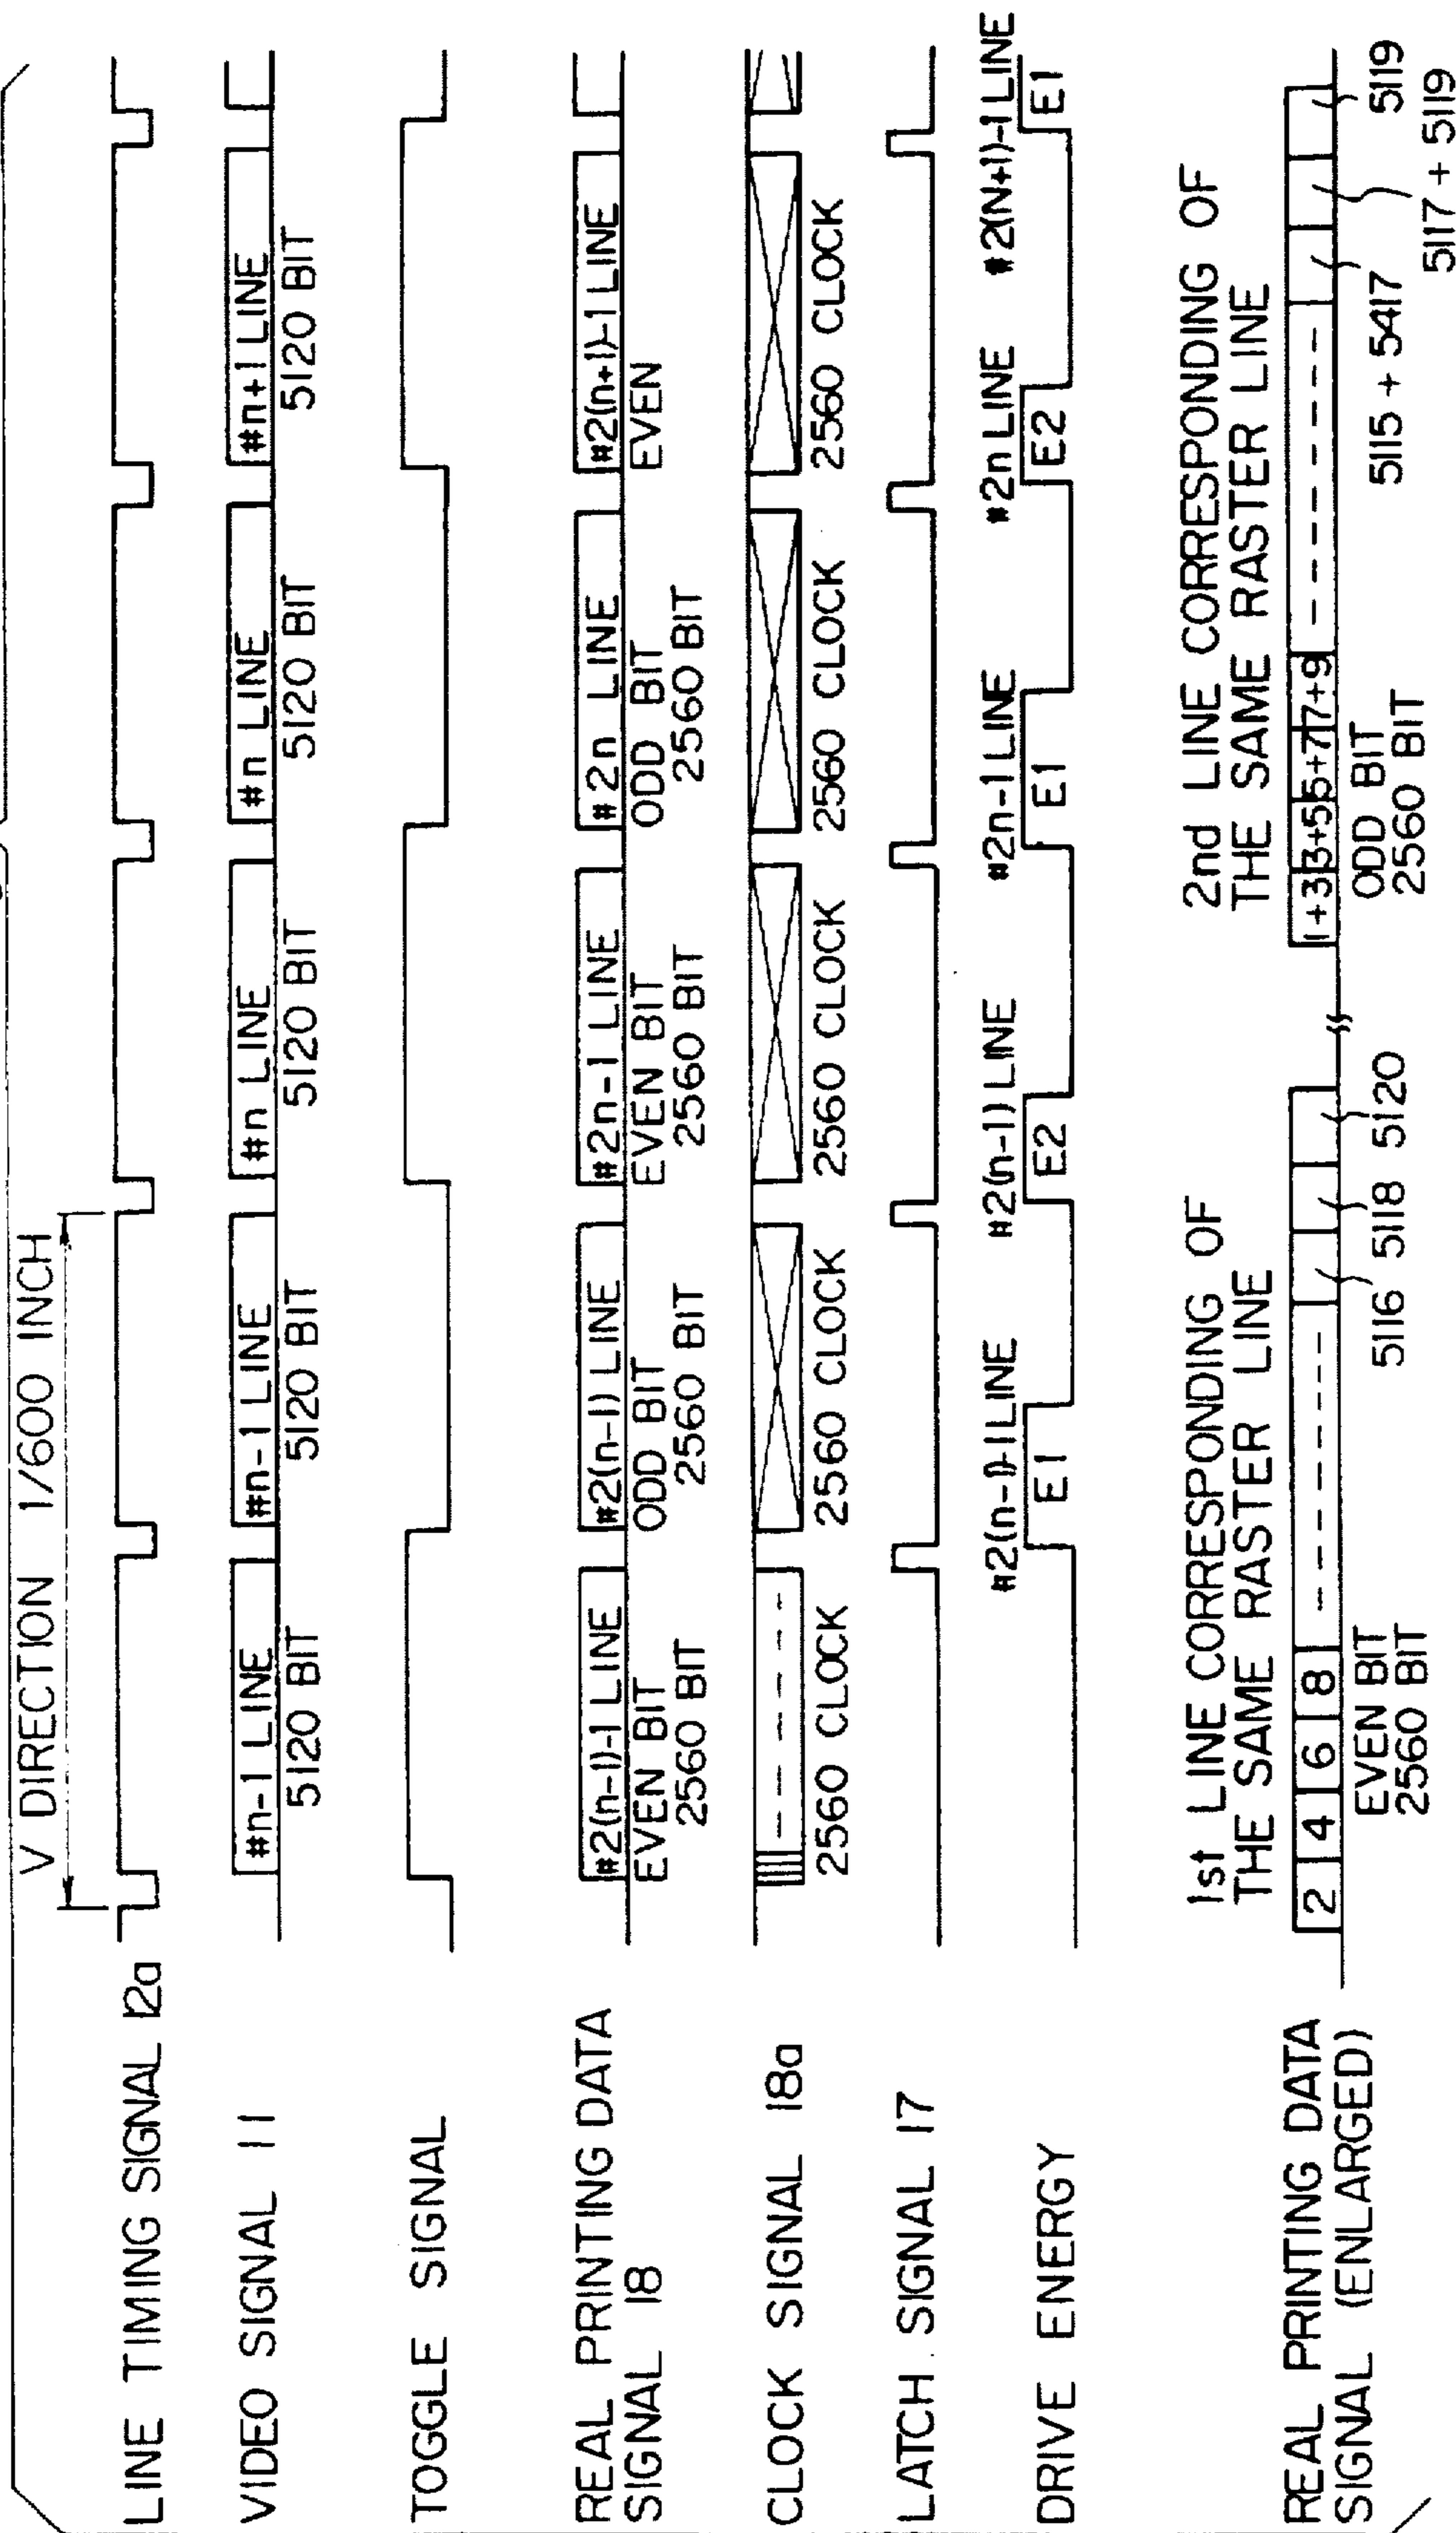 V DIRECTION 1/600 INCH
LINE TIMING SIGNAL 12a
VIDEO SIGNAL 11
#n-1 LINE
5120 BIT
#n-1 LINE
5120 BIT
#n LINE
5120 BIT
#n LINE
5120 BIT
#n+1 LINE
5120 BIT
TOGGLE SIGNAL
REAL PRINTING DATA
SIGNAL 18
#2(n-1)-1 LINE
EVEN BIT
2560 BIT
#2(n-1) LINE
ODD BIT
2560 BIT
#2n-1 LINE
EVEN BIT
2560 BIT
#2n LINE
ODD BIT
2560 BIT
#2(n+1)-1 LINE
EVEN
CLOCK SIGNAL 18a
2560 CLOCK
2560 CLOCK
2560 CLOCK
2560 CLOCK
2560 CLOCK
LATCH SIGNAL 17
DRIVE ENERGY
#2(n-1)-1 LINE
E1
#2(n-1) LINE
E2
#2n-1 LINE
E1
#2n LINE
E2
#2(N+1)-1 LINE
E1
REAL PRINTING DATA
SIGNAL (ENLARGED)
1st LINE CORRESPONDING OF
THE SAME RASTER LINE
2 4 6 8
EVEN BIT
2560 BIT
5116 5118 5120
2nd LINE CORRESPONDING OF
THE SAME RASTER LINE
1+3 3+5 5+7 7+9
ODD BIT
2560 BIT
5115 + 5417
5117 + 5119
5119